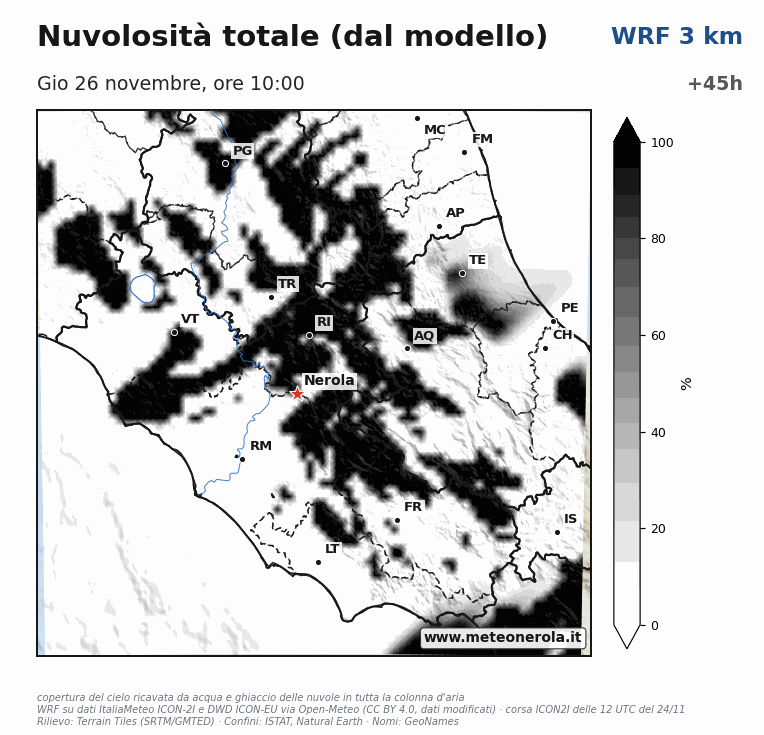 Nuvolosità totale (dal modello)
WRF 3 km
Gio 26 novembre, ore 10:00
+45h
MC
FM
PG
AP
TE
TR
PE
VT
RI
AQ
CH
Nerola
RM
FR
IS
LT
www.meteonerola.it
100
80
60
40
20
0
%
copertura del cielo ricavata da acqua e ghiaccio delle nuvole in tutta la colonna d'aria
WRF su dati ItaliaMeteo ICON-2I e DWD ICON-EU via Open-Meteo (CC BY 4.0, dati modificati) · corsa ICON2I delle 12 UTC del 24/11
Rilievo: Terrain Tiles (SRTM/GMTED) · Confini: ISTAT, Natural Earth · Nomi: GeoNames